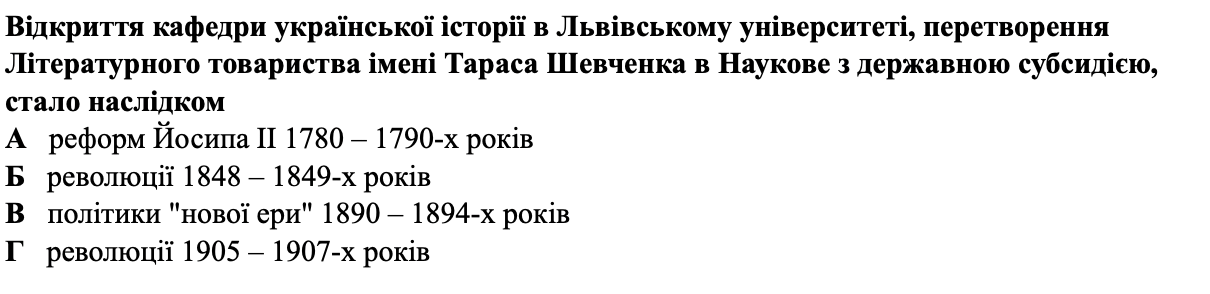 Відкриття кафедри української історії в Львівському університеті, перетворення
Літературного товариства імені Тараса Шевченка в Наукове з державною субсидією,
стало наслідком
А реформ Йосипа ІІ 1780 – 1790-х років
Б революції 1848 – 1849-х років
В політики "нової ери" 1890 – 1894-х років
Г революції 1905 – 1907-х років